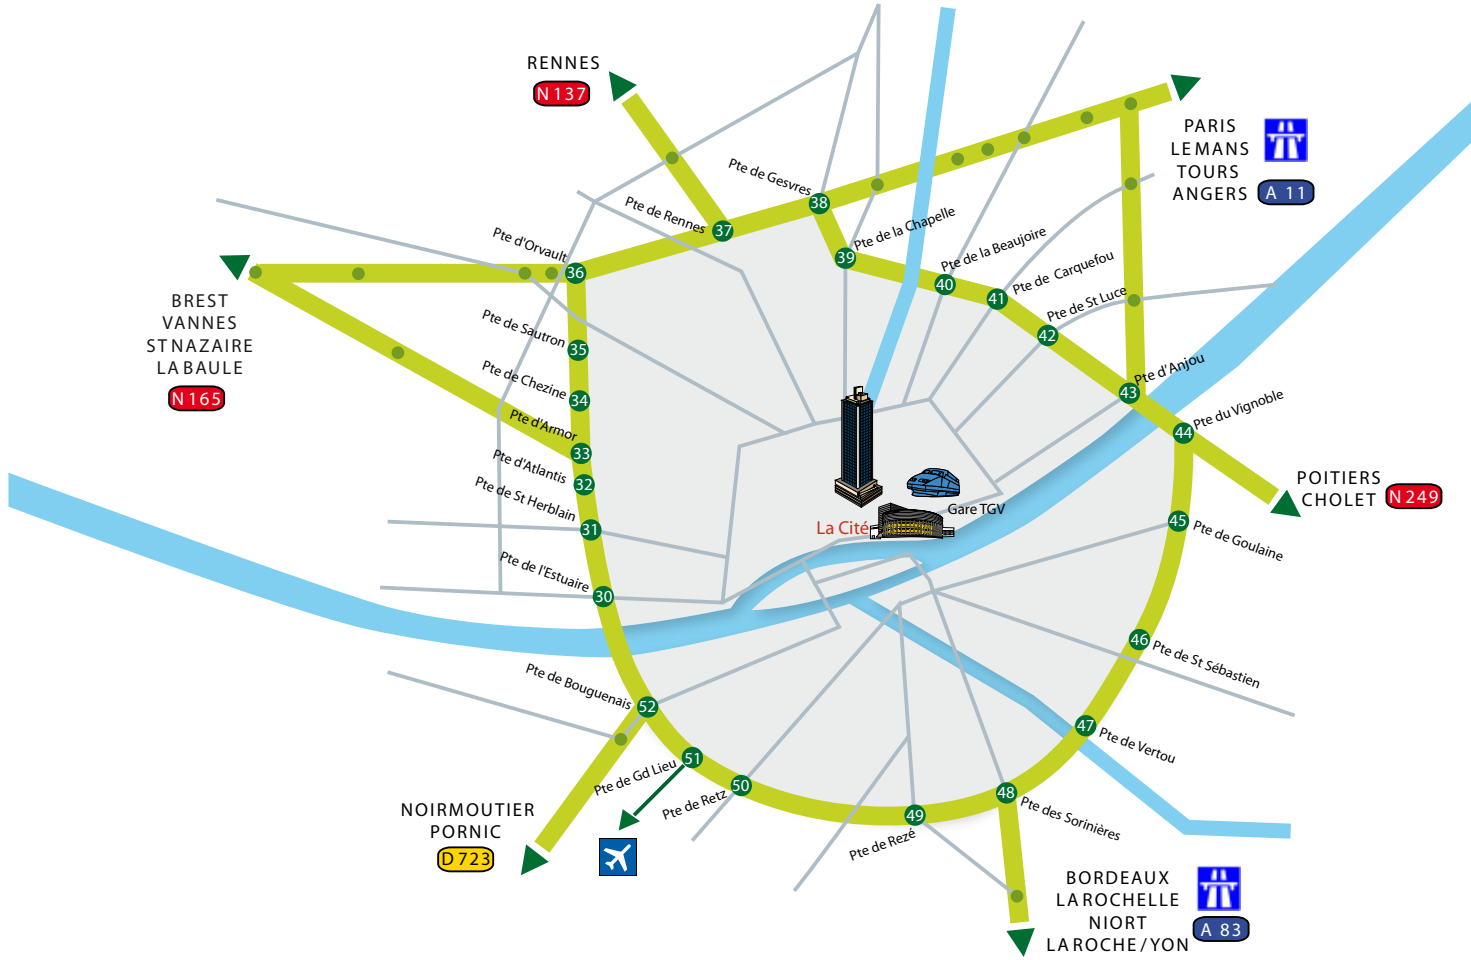 RENNES
N 137
PARIS
LEMANS
TOURS
ANGERS
A 11
Pte de Gesvres
38
Pte de Rennes
37
Pte de la Chapelle
39
Pte d'Orvault
36
Pte de la Beaujoire
40
Pte de Carquefou
41
Pte de St Luce
42
BREST
VANNES
ST NAZAIRE
LA BAULE
N 165
Pte de Sautron
35
Pte de Chezine
34
Pte d'Anjou
43
Pte d'Armor
33
Pte du Vignoble
44
Pte d'Atlantis
32
POITIERS
CHOLET
N 249
Pte de St Herblain
31
La Cité
Gare TGV
45
Pte de Goulaine
Pte de l'Estuaire
30
46
Pte de St Sébastien
Pte de Bouguenais
52
47
Pte de Vertou
Pte de Gd Lieu
51
Pte de Retz
50
48
Pte des Sorinières
49
Pte de Rezé
NOIRMOUTIER
PORNIC
D 723
BORDEAUX
LA ROCHELLE
NIORT
LA ROCHE/YON
A 83